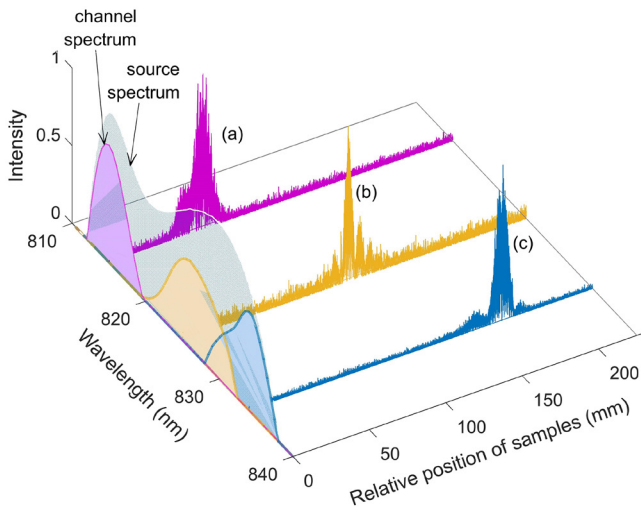 channel
spectrum
source
spectrum
1
0.5
0
Intensity
(a)
(b)
(c)
810
820
830
840
Wavelength (nm)
0
50
100
150
200
Relative position of samples (mm)